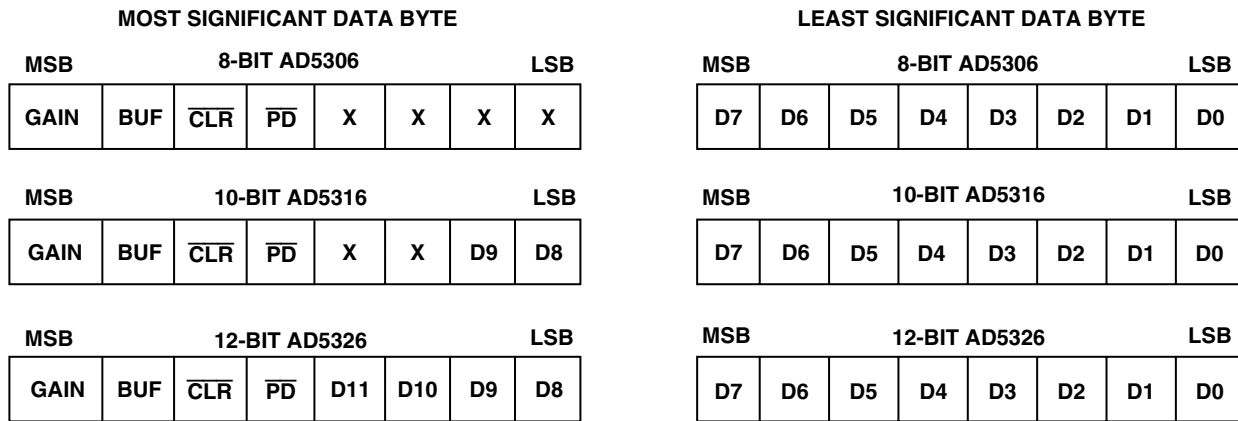 MOST SIGNIFICANT DATA BYTE
MSB 8-BIT AD5306 LSB
GAIN BUF CLR PD X X X X
MSB 10-BIT AD5316 LSB
GAIN BUF CLR PD X X D9 D8
MSB 12-BIT AD5326 LSB
GAIN BUF CLR PD D11 D10 D9 D8
LEAST SIGNIFICANT DATA BYTE
MSB 8-BIT AD5306 LSB
D7 D6 D5 D4 D3 D2 D1 D0
MSB 10-BIT AD5316 LSB
D7 D6 D5 D4 D3 D2 D1 D0
MSB 12-BIT AD5326 LSB
D7 D6 D5 D4 D3 D2 D1 D0